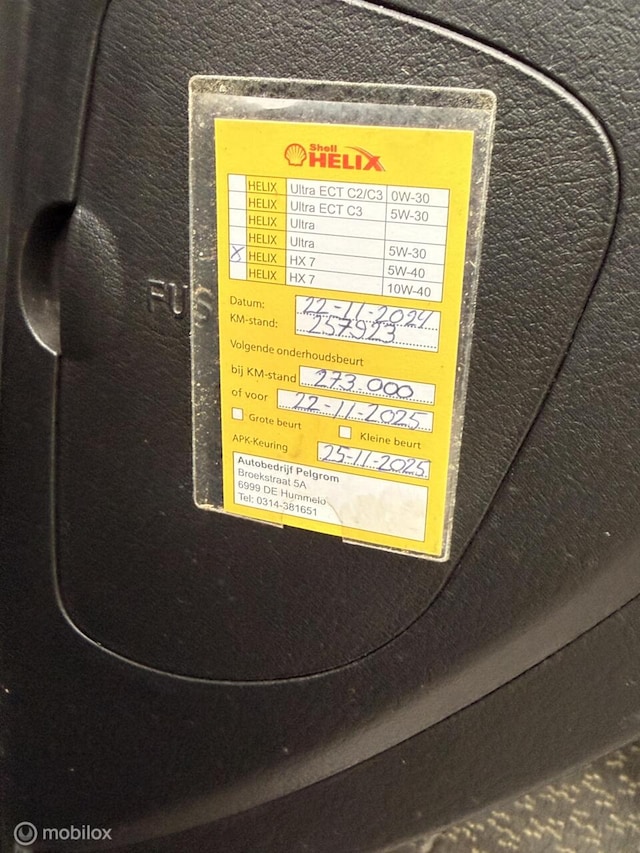 Shell
HELIX
HELIX Ultra ECT C2/C3 0W-30
HELIX Ultra ECT C3 5W-30
HELIX Ultra
HELIX Ultra 5W-30
X HELIX HX 7 5W-40
HELIX HX 7 10W-40
FUS
Datum: 22-11-2024
KM-stand: 257923
Volgende onderhoudsbeurt
bij KM-stand 273.000
of voor 22-11-2025
Grote beurt Kleine beurt
APK-Keuring 25-11-2025
Autobedrijf Pelgrom
Broekstraat 5A
6999 DE Hummelo
Tel: 0314-381651
mobilox